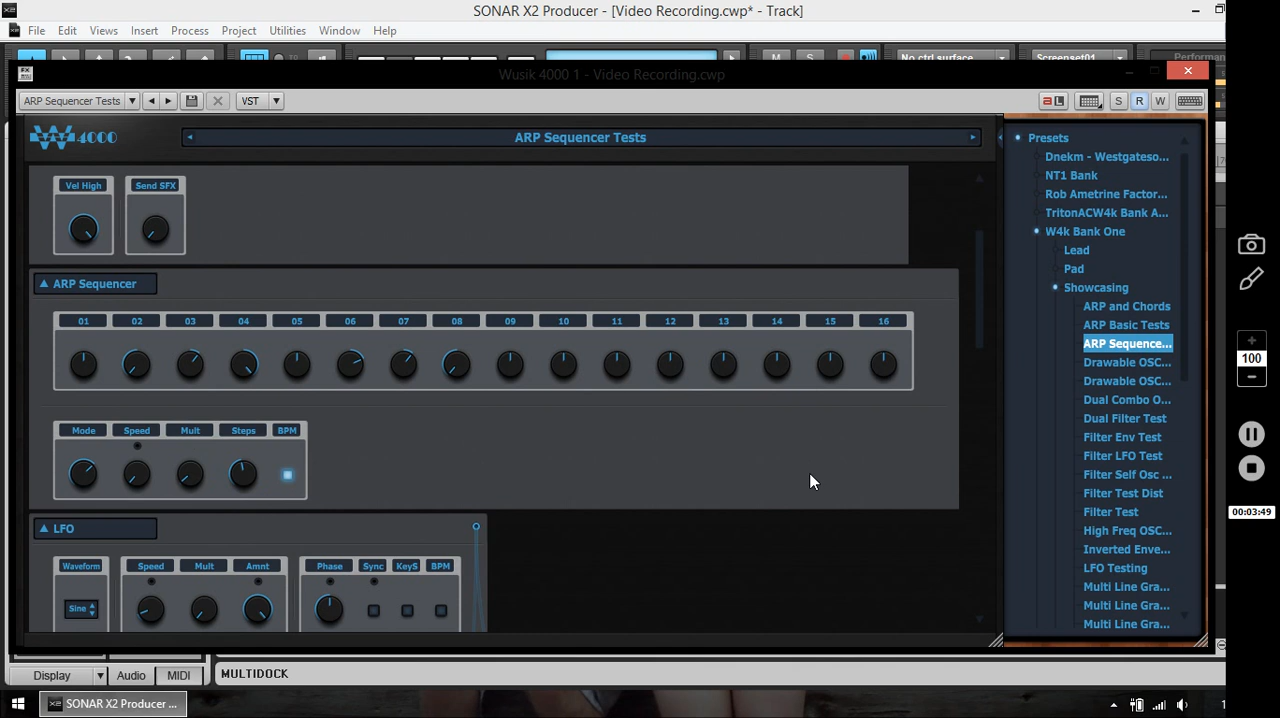 SONAR X2 Producer - [Video Recording.cwp* - Track]
File Edit Views Insert Process Project Utilities Window Help
M S No ctrl surface Screenset01 Performan
Wusik 4000 1 - Video Recording.cwp
ARP Sequencer Tests VST aL S R W
W 4000 ARP Sequencer Tests
Vel High Send SFX
ARP Sequencer
01 02 03 04 05 06 07 08 09 10 11 12 13 14 15 16
Mode Speed Mult Steps BPM
LFO
Waveform Speed Mult Amnt Phase Sync KeyS BPM
Sine
Presets
Dnekm - Westgateso...
NT1 Bank
Rob Ametrine Factor...
TritonACW4k Bank A...
W4k Bank One
Lead
Pad
Showcasing
ARP and Chords
ARP Basic Tests
ARP Sequence...
Drawable OSC...
Drawable OSC...
Dual Combo O...
Dual Filter Test
Filter Env Test
Filter LFO Test
Filter Self Osc ...
Filter Test Dist
Filter Test
High Freq OSC...
Inverted Enve...
LFO Testing
Multi Line Gra...
Multi Line Gra...
Multi Line Gra...
100
00:03:49
Display Audio MIDI MULTIDOCK
X2 SONAR X2 Producer ...